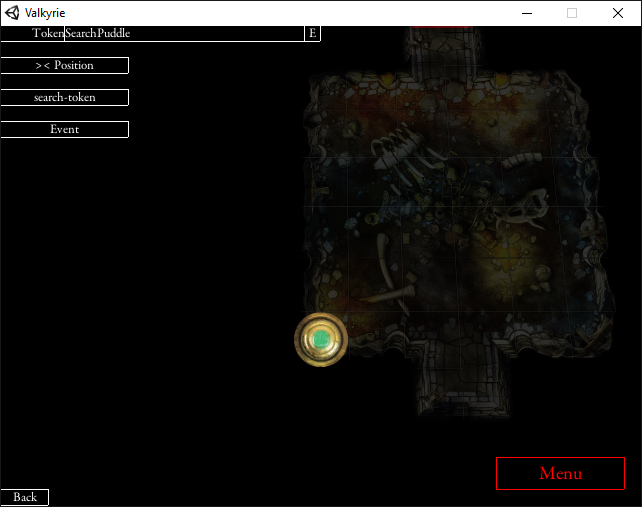 Valkyrie
Token SearchPuddle E
>< Position
search-token
Event
Menu
Back